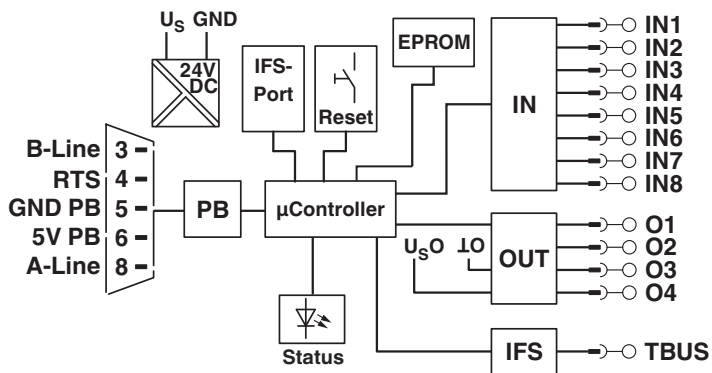 US GND
24V
DC
IFS-
Port
Reset
EPROM
IN
IN1
IN2
IN3
IN4
IN5
IN6
IN7
IN8
B-Line 3
RTS 4
GND PB 5
5V PB 6
A-Line 8
PB
µController
USO OT
OUT
O1
O2
O3
O4
Status
IFS
TBUS